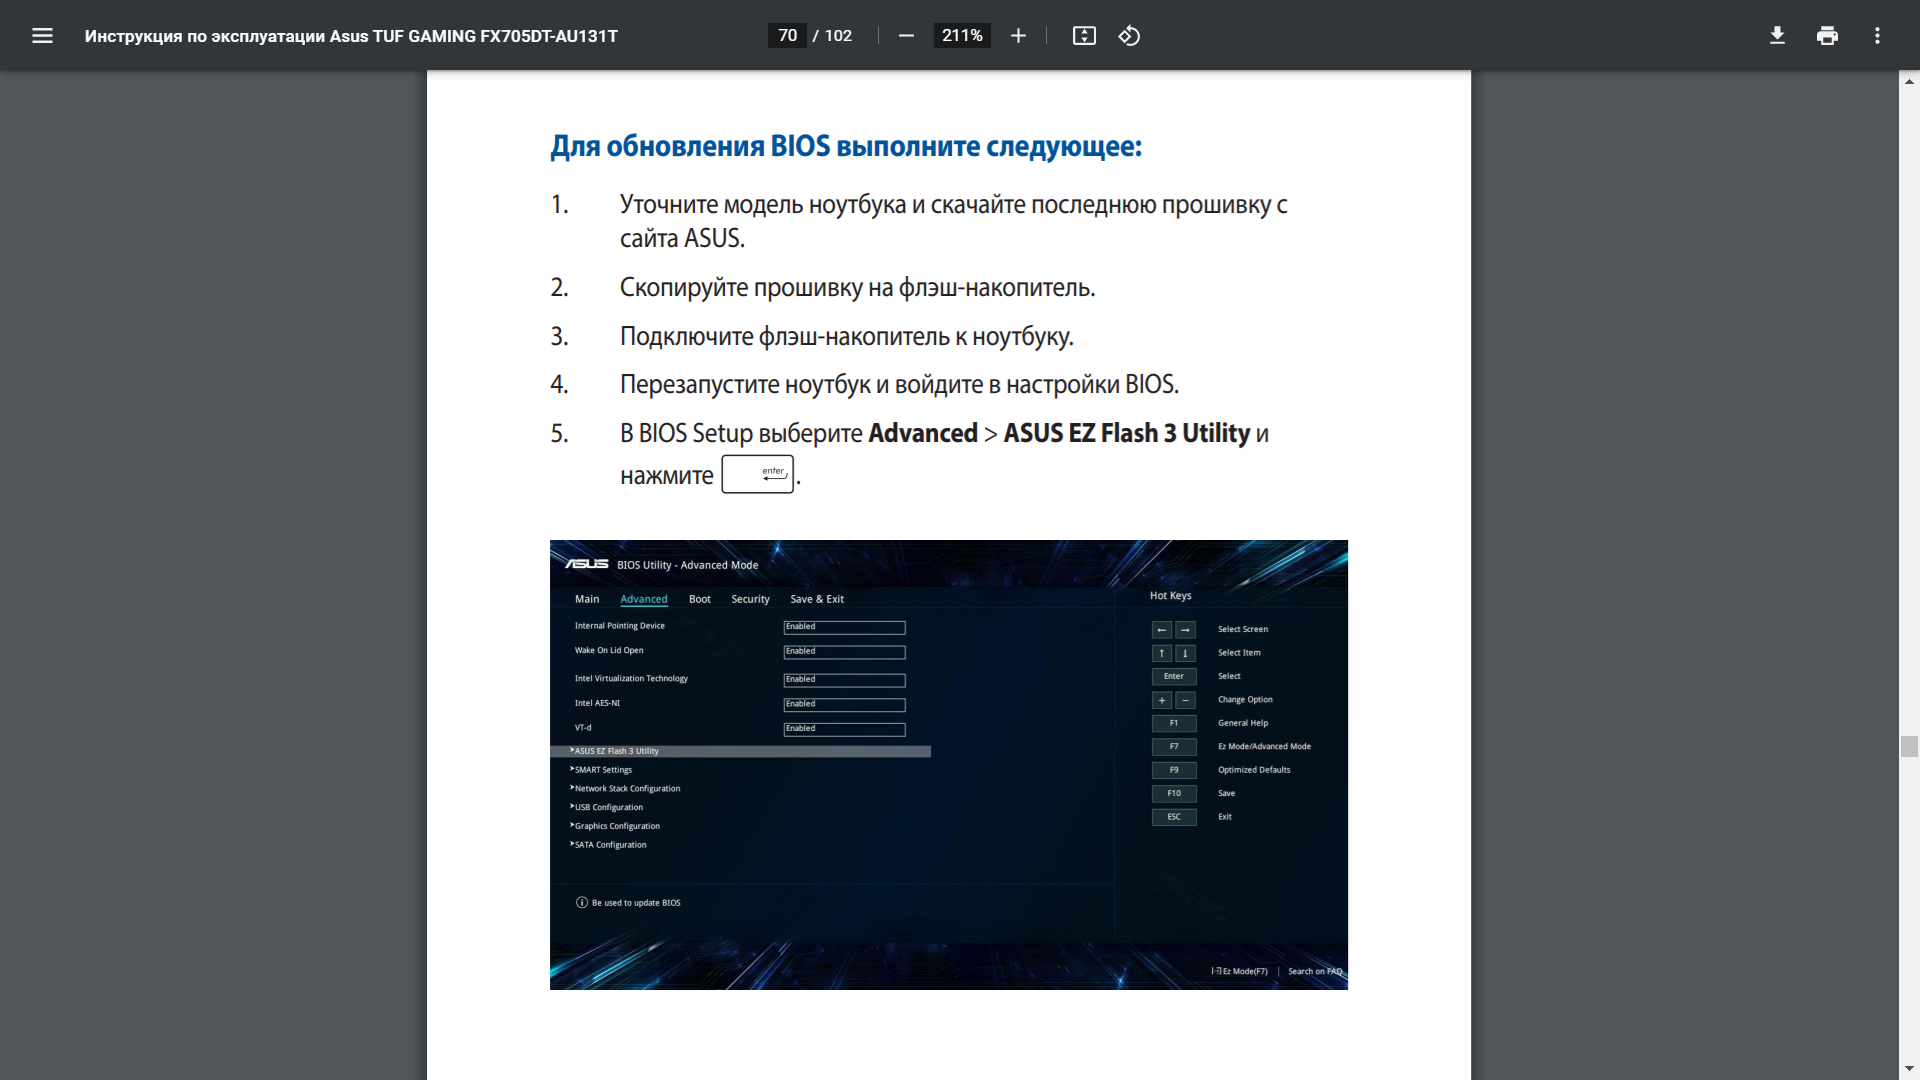 Инструкция по эксплуатации Asus TUF GAMING FX705DT-AU131T
70 / 102
211%
Для обновления BIOS выполните следующее:
1. Уточните модель ноутбука и скачайте последнюю прошивку с
сайта ASUS.
2. Скопируйте прошивку на флэш-накопитель.
3. Подключите флэш-накопитель к ноутбуку.
4. Перезапустите ноутбук и войдите в настройки BIOS.
5. В BIOS Setup выберите Advanced > ASUS EZ Flash 3 Utility и
нажмите enter.
ASUS BIOS Utility - Advanced Mode
Main Advanced Boot Security Save & Exit
Internal Pointing Device Enabled
Wake On Lid Open Enabled
Intel Virtualization Technology Enabled
Intel AES-NI Enabled
VT-d Enabled
ASUS EZ Flash 3 Utility
SMART Settings
Network Stack Configuration
USB Configuration
Graphics Configuration
SATA Configuration
Be used to update BIOS
Hot Keys
← → Select Screen
↑ ↓ Select Item
Enter Select
+ − Change Option
F1 General Help
F7 Ez Mode/Advanced Mode
F9 Optimized Defaults
F10 Save
ESC Exit
Ez Mode(F7) | Search on FAQ